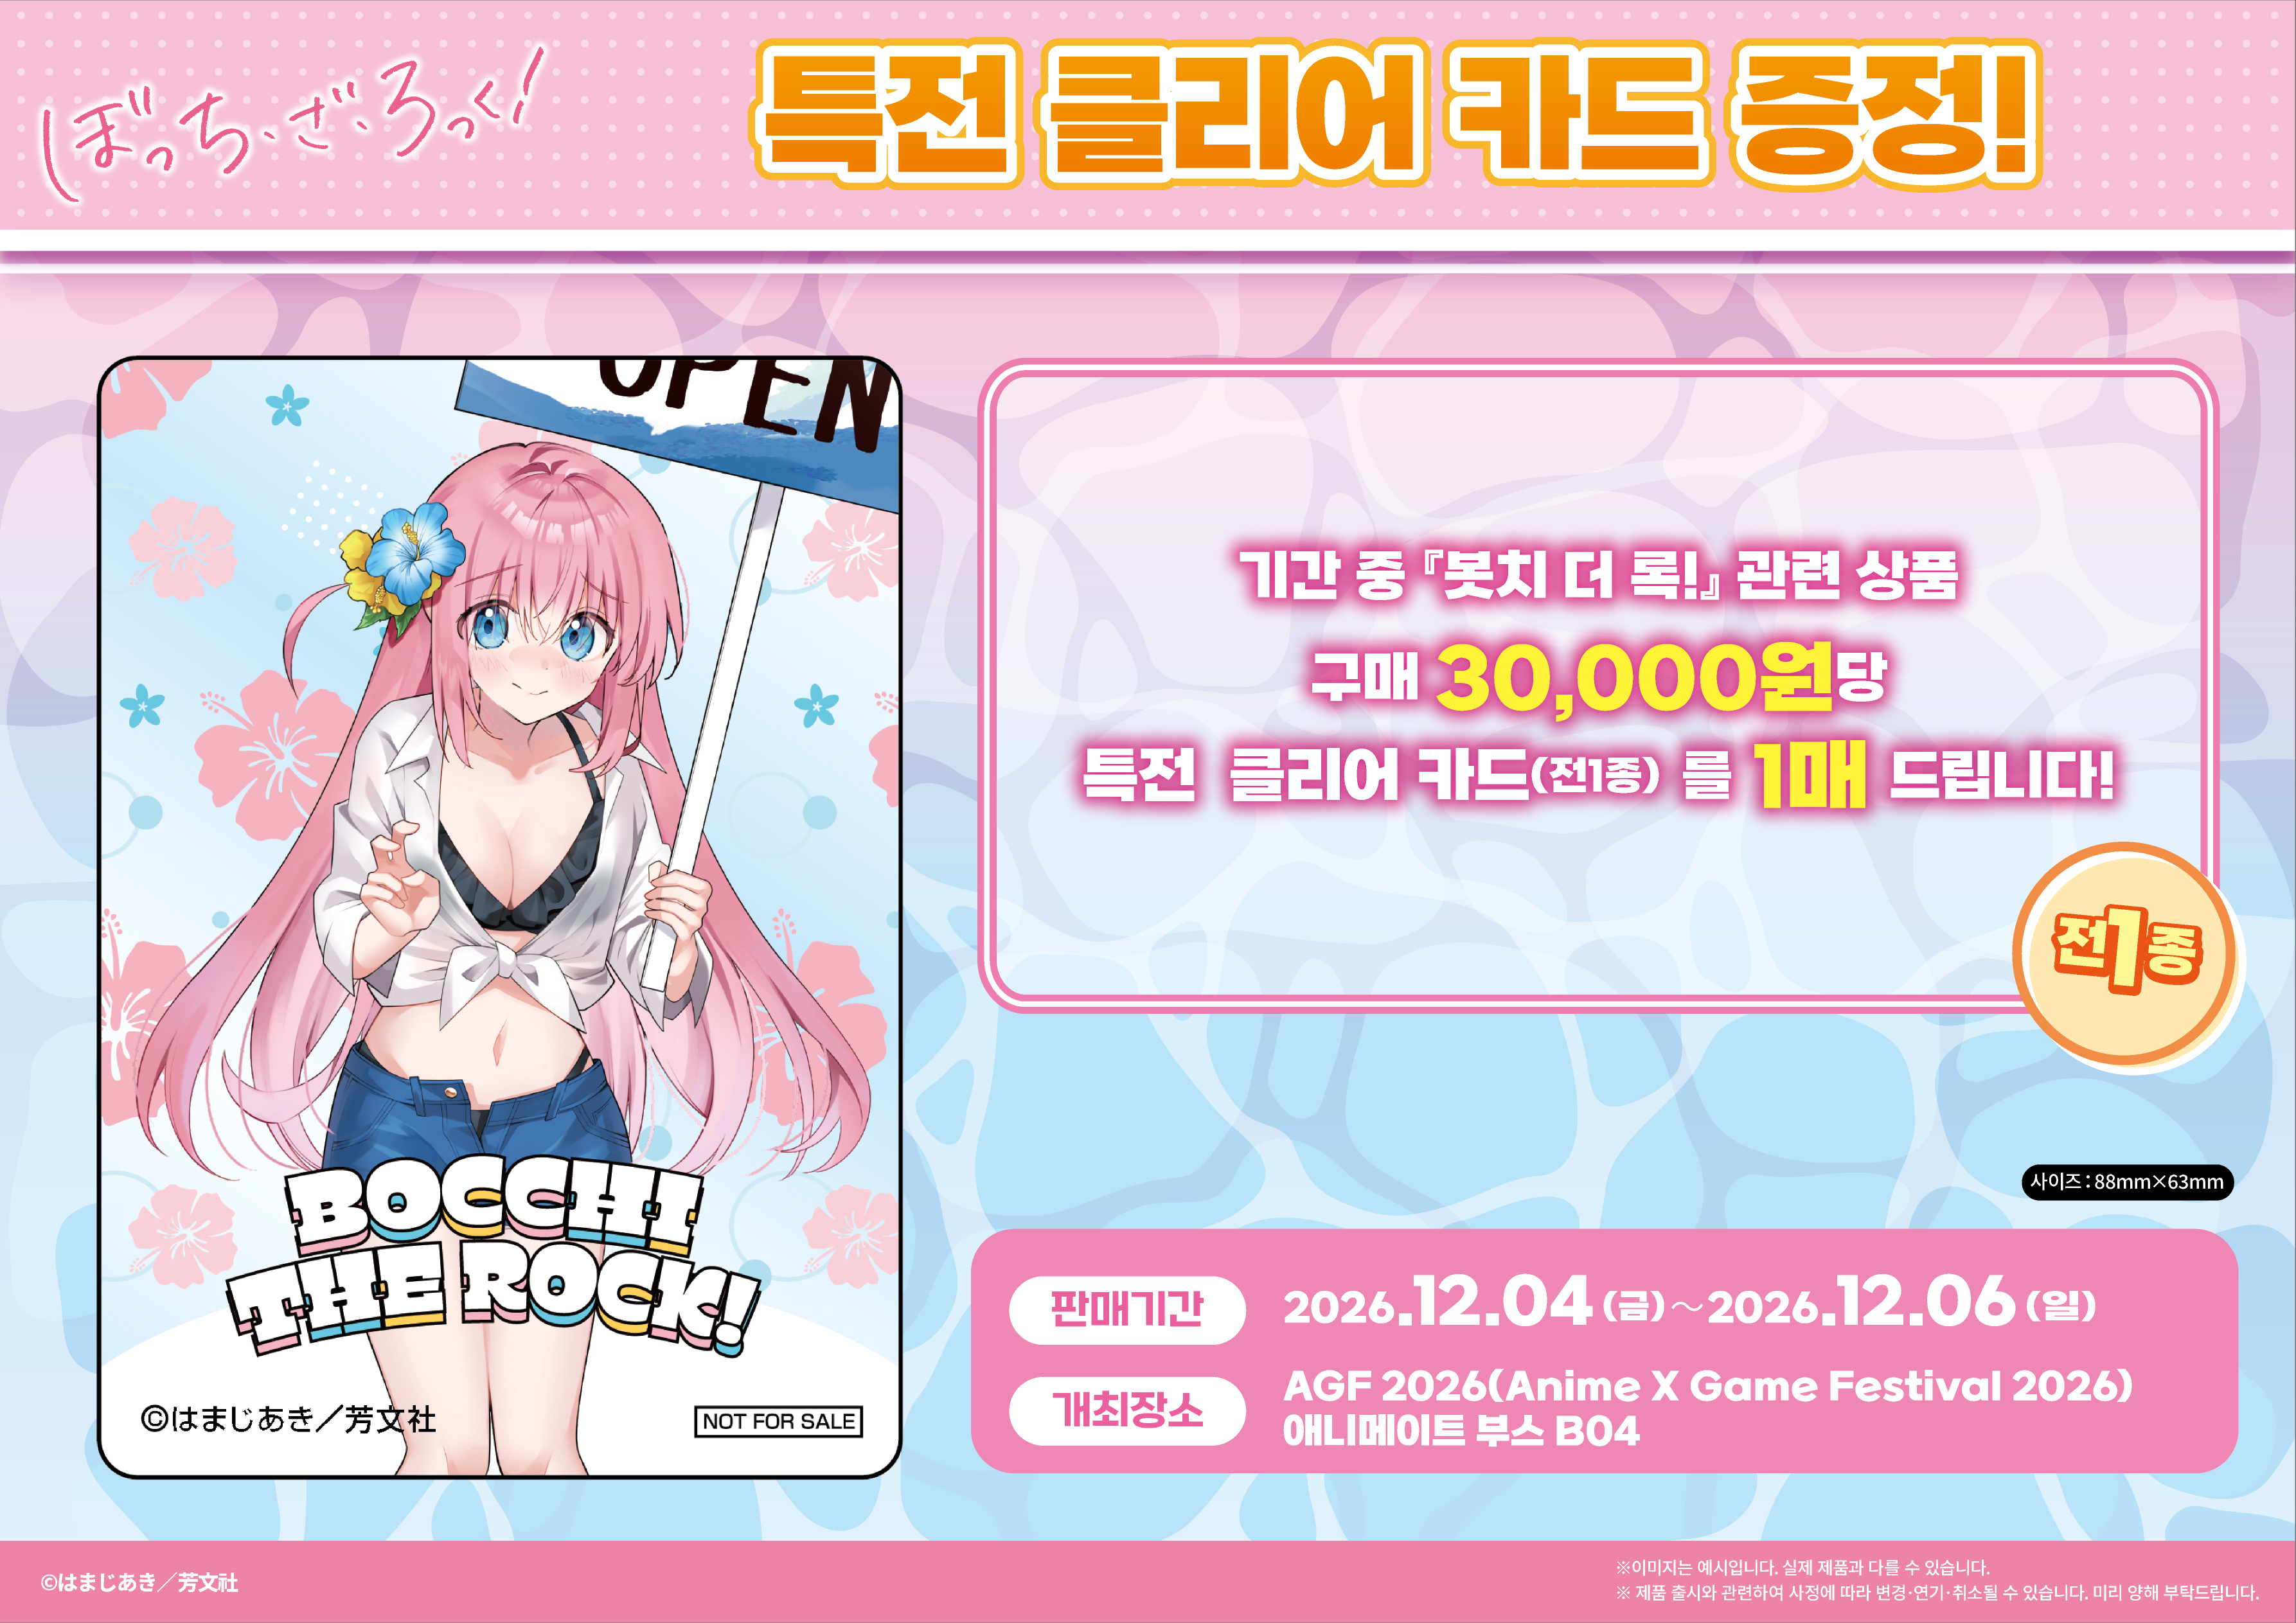 ぼっち・ざ・ろっく!
특전 클리어 카드 증정!
OPEN
BOCCHI
THE ROCK!
©はまじあき／芳文社
NOT FOR SALE
기간 중 『봇치 더 록!』 관련 상품
구매 30,000원당
특전 클리어 카드(전1종) 를 1매 드립니다!
전1종
사이즈 : 88mm×63mm
판매기간 2026.12.04 (금) ~ 2026.12.06 (일)
개최장소 AGF 2026(Anime X Game Festival 2026)
애니메이트 부스 B04
©はまじあき／芳文社
※이미지는 예시입니다. 실제 제품과 다를 수 있습니다.
※ 제품 출시와 관련하여 사정에 따라 변경·연기·취소될 수 있습니다. 미리 양해 부탁드립니다.